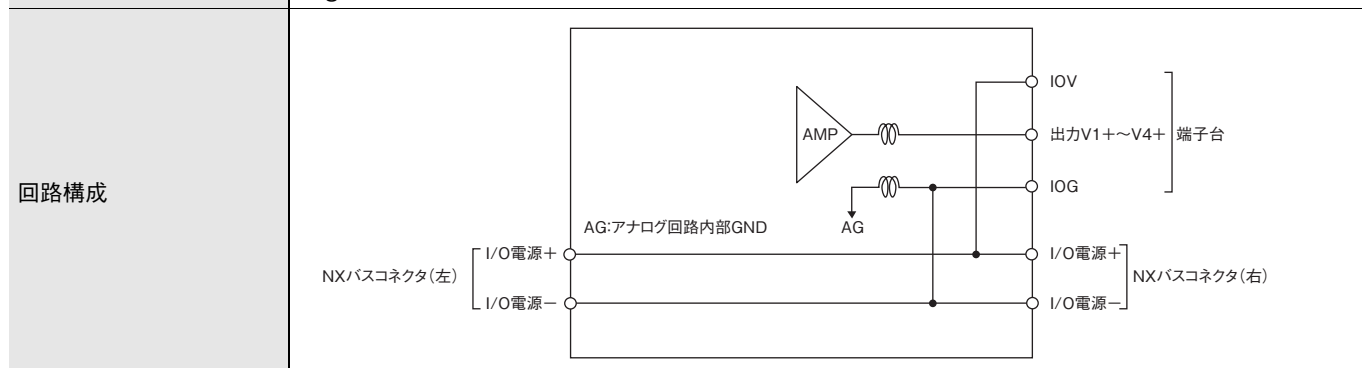 回路構成
IOV
AMP
出力V1+～V4+
端子台
IOG
AG:アナログ回路内部GND
AG
NXバスコネクタ（左）
I/O電源+
I/O電源+
NXバスコネクタ（右）
I/O電源−
I/O電源−